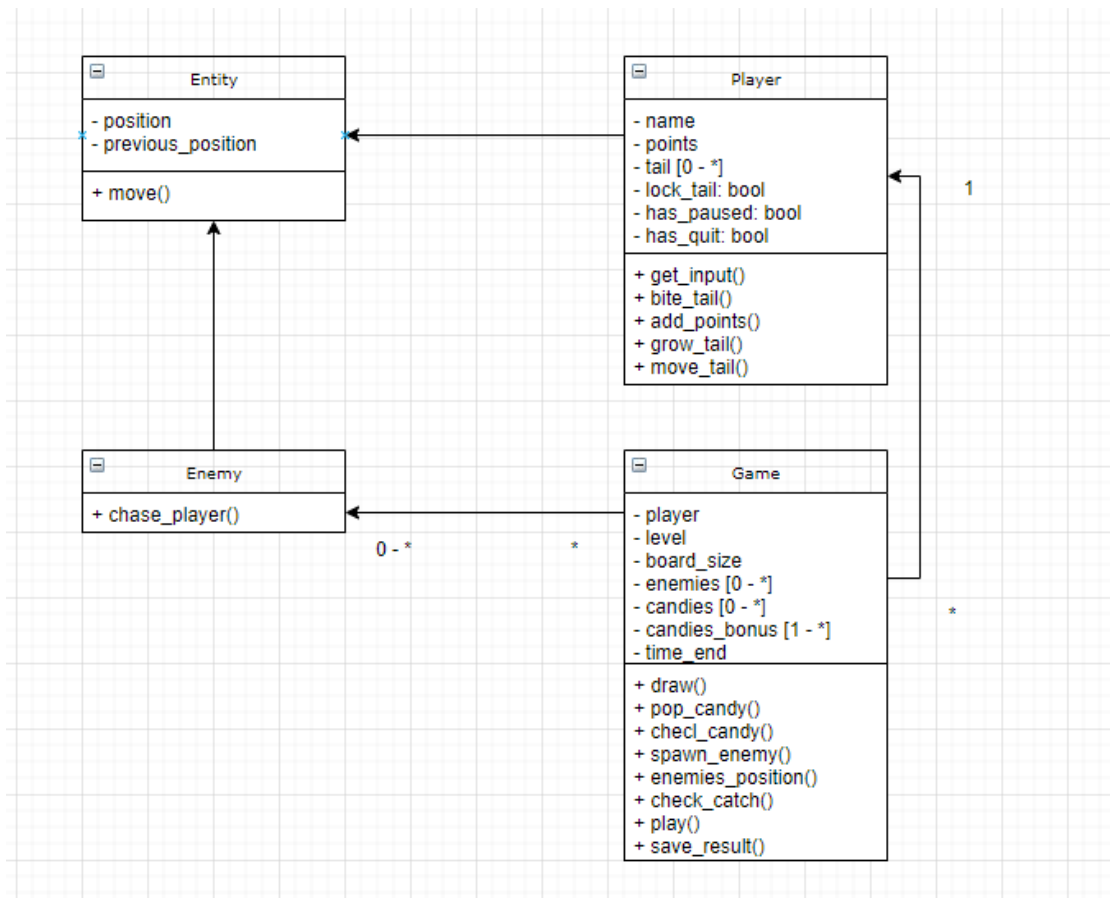 Entity
- position
- previous_position
+ move()
Player
- name
- points
- tail [0 - *]
- lock_tail: bool
- has_paused: bool
- has_quit: bool
+ get_input()
+ bite_tail()
+ add_points()
+ grow_tail()
+ move_tail()
1
Enemy
+ chase_player()
0 - *
*
Game
- player
- level
- board_size
- enemies [0 - *]
- candies [0 - *]
- candies_bonus [1 - *]
- time_end
+ draw()
+ pop_candy()
+ checl_candy()
+ spawn_enemy()
+ enemies_position()
+ check_catch()
+ play()
+ save_result()
*